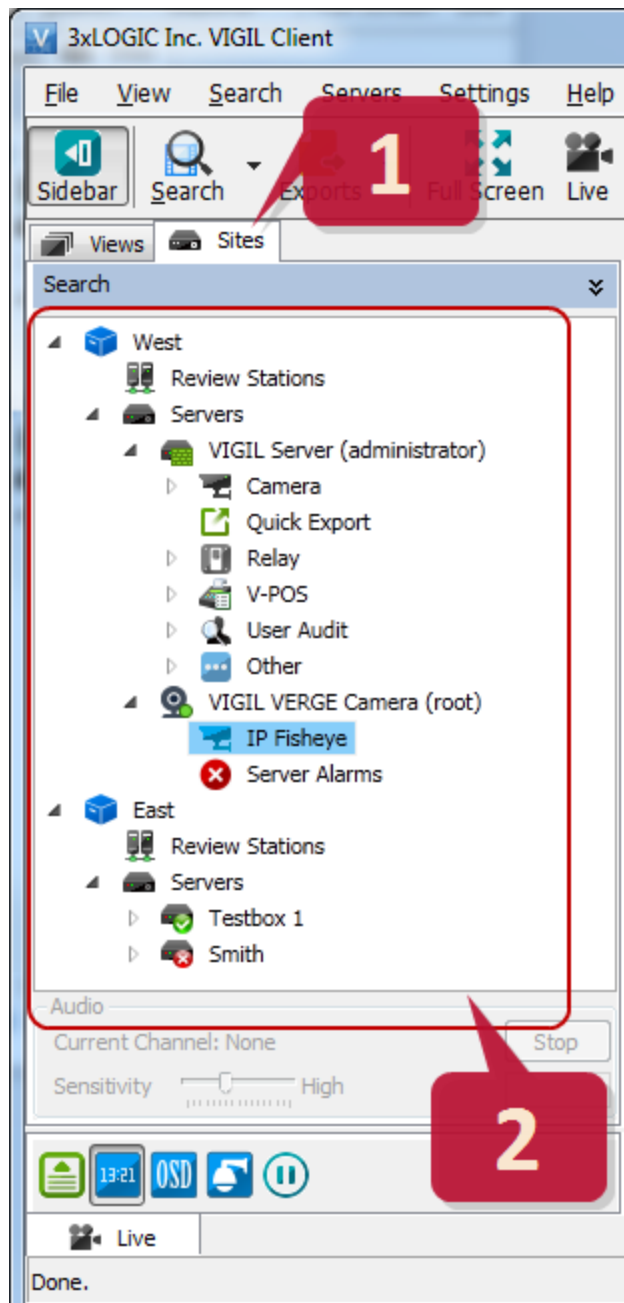 3xLOGIC Inc. VIGIL Client
File View Search Servers Settings Help
Sidebar Search Exports Full Screen Live
1
Views Sites
Search
West
Review Stations
Servers
VIGIL Server (administrator)
Camera
Quick Export
Relay
V-POS
User Audit
Other
VIGIL VERGE Camera (root)
IP Fisheye
Server Alarms
East
Review Stations
Servers
Testbox 1
Smith
Audio
Current Channel: None Stop
Sensitivity High
2
13:21 OSD
Live
Done.